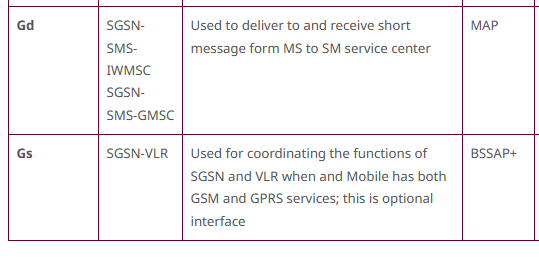 Gd
SGSN-
SMS-
IWMSC
SGSN-
SMS-GMSC
Used to deliver to and receive short
message form MS to SM service center
MAP
Gs
SGSN-VLR
Used for coordinating the functions of
SGSN and VLR when and Mobile has both
GSM and GPRS services; this is optional
interface
BSSAP+